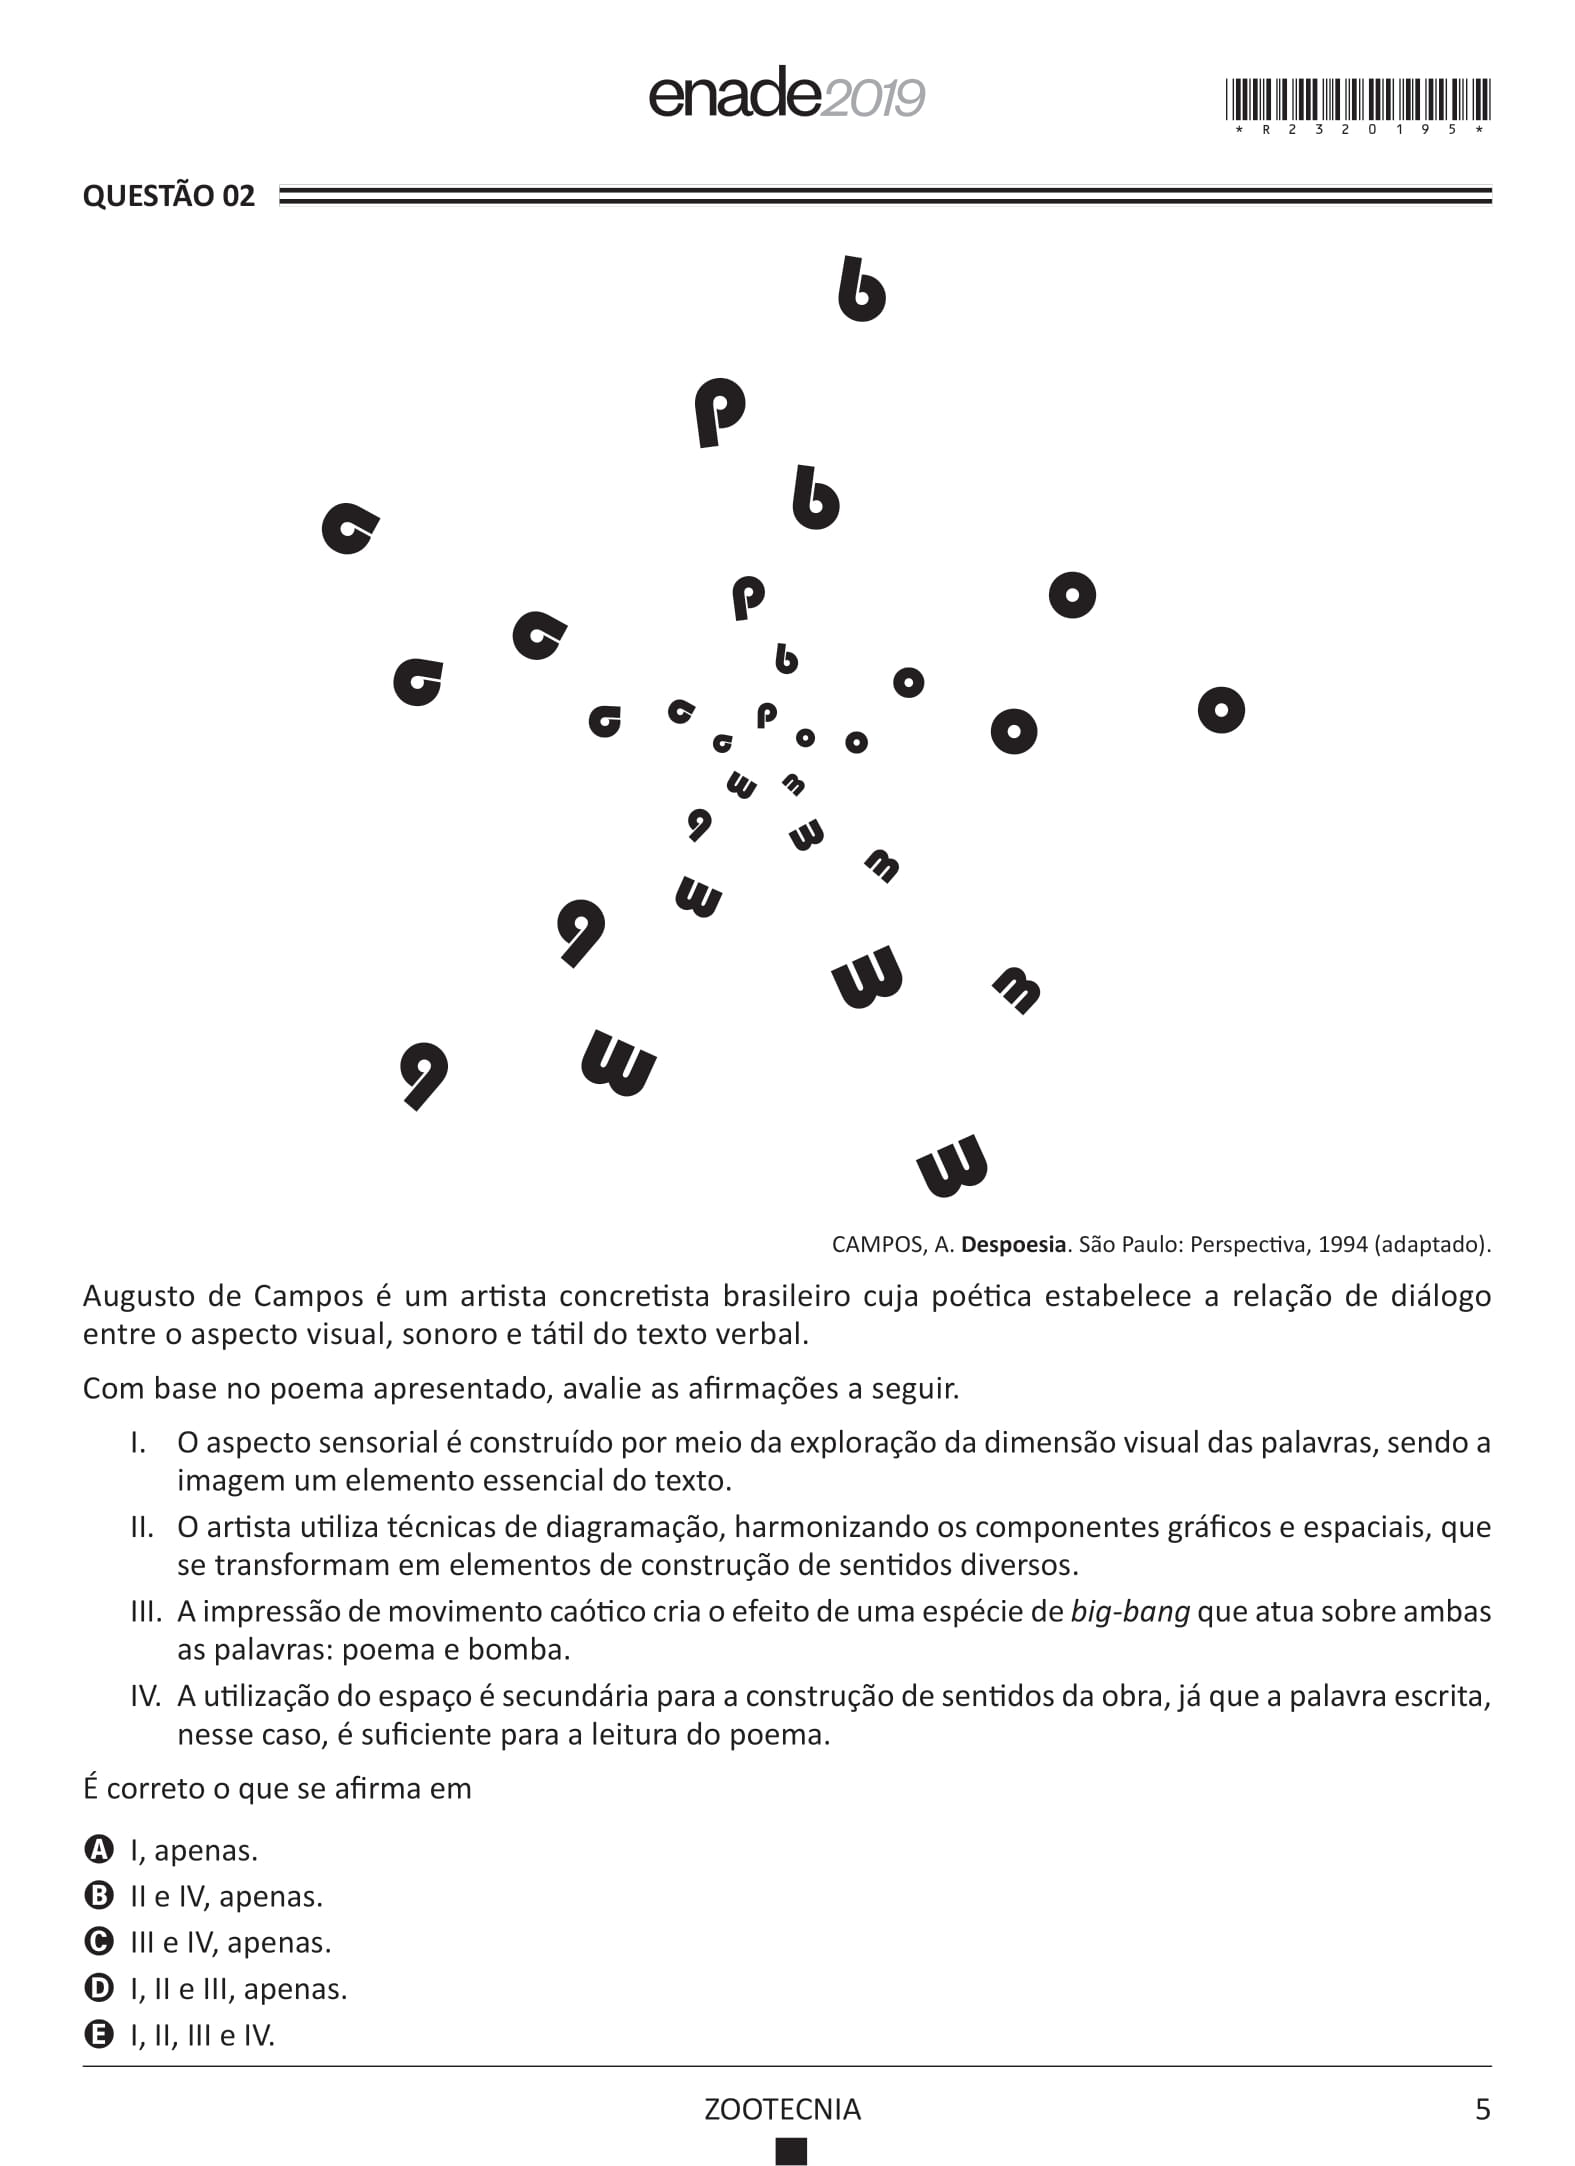 enade2019
*R2320195*
QUESTÃO 02
b
p
b
a
p
o
a
b
a
o
a
a
p
o
o
a
o
o
e
m
e
m
m
e
m
e
m
e
m
m
CAMPOS, A. Despoesia. São Paulo: Perspectiva, 1994 (adaptado).
Augusto de Campos é um artista concretista brasileiro cuja poética estabelece a relação de diálogo
entre o aspecto visual, sonoro e tátil do texto verbal.
Com base no poema apresentado, avalie as afirmações a seguir.
I. O aspecto sensorial é construído por meio da exploração da dimensão visual das palavras, sendo a
imagem um elemento essencial do texto.
II. O artista utiliza técnicas de diagramação, harmonizando os componentes gráficos e espaciais, que
se transformam em elementos de construção de sentidos diversos.
III. A impressão de movimento caótico cria o efeito de uma espécie de big-bang que atua sobre ambas
as palavras: poema e bomba.
IV. A utilização do espaço é secundária para a construção de sentidos da obra, já que a palavra escrita,
nesse caso, é suficiente para a leitura do poema.
É correto o que se afirma em
A I, apenas.
B II e IV, apenas.
C III e IV, apenas.
D I, II e III, apenas.
E I, II, III e IV.
ZOOTECNIA
5